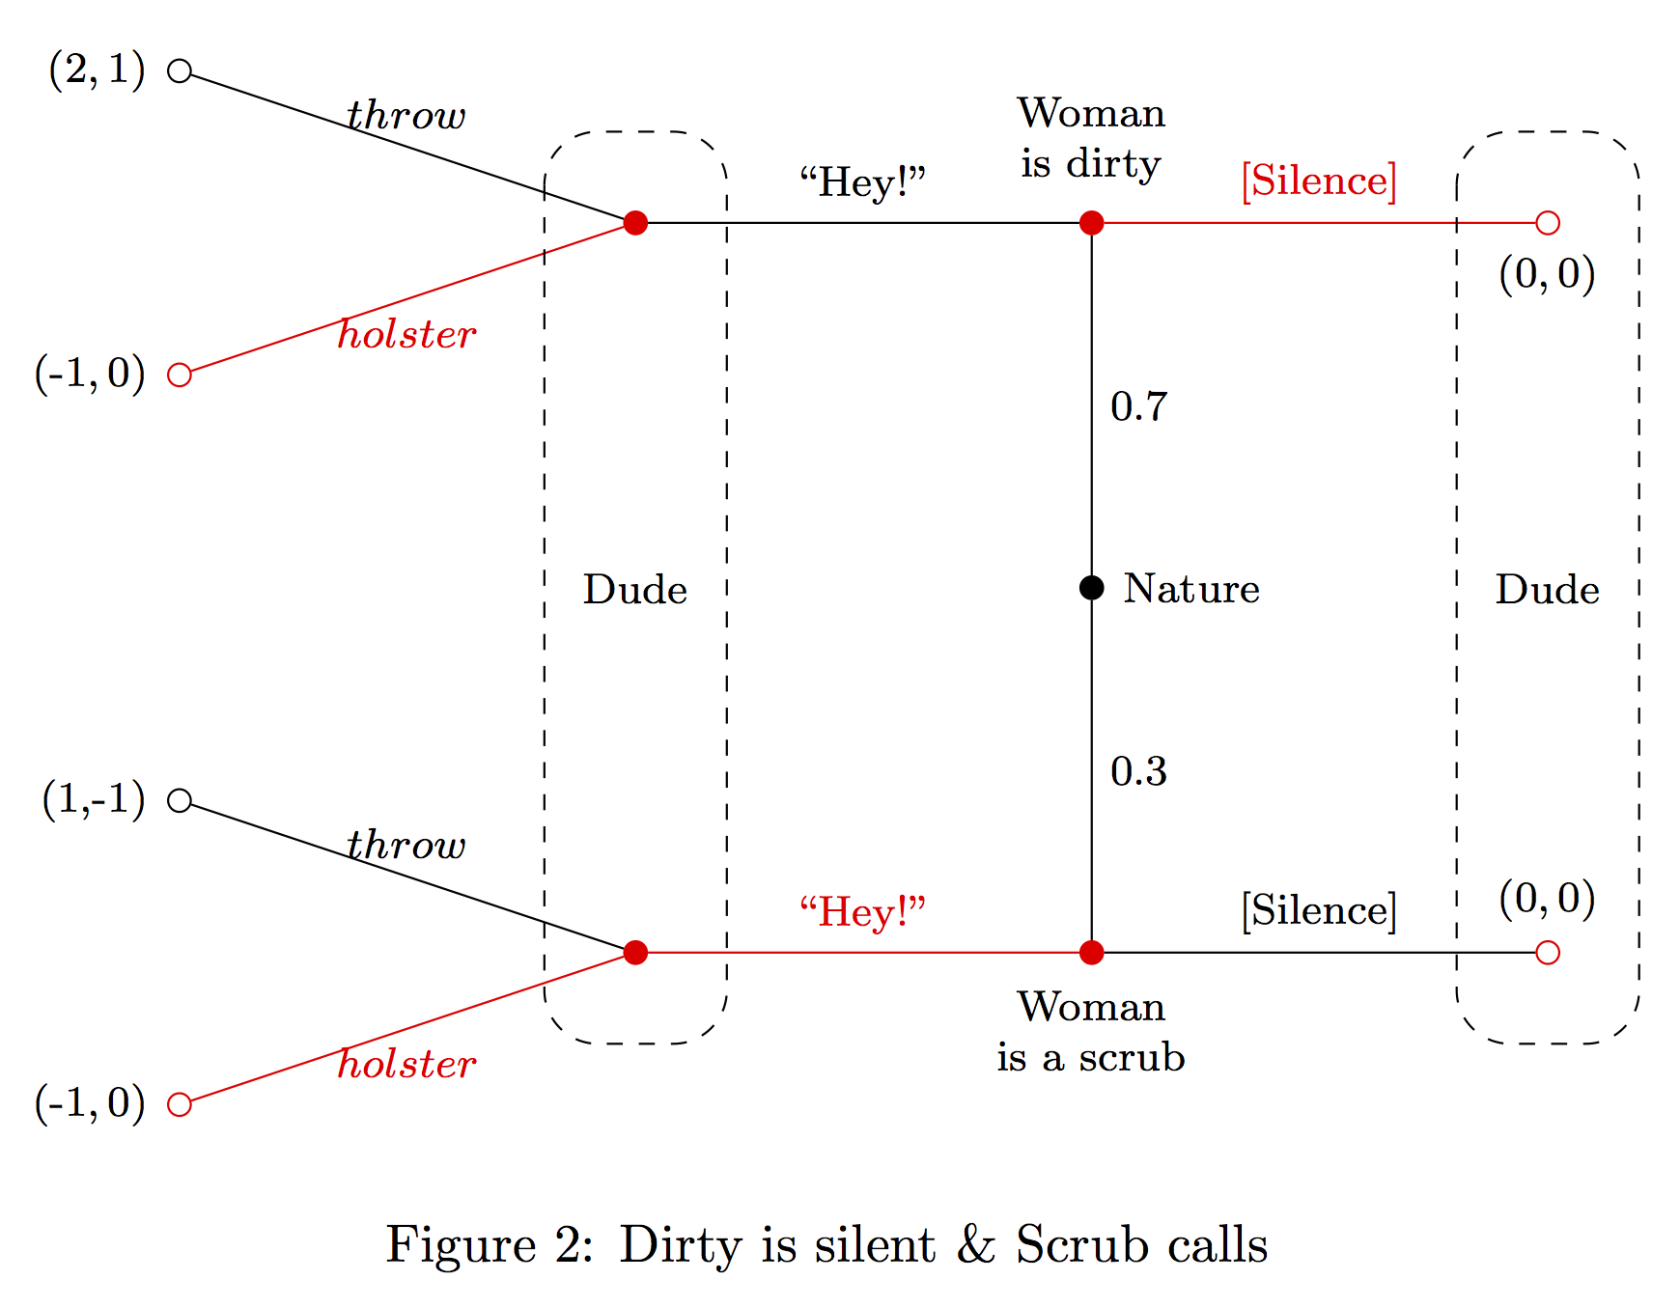 (2, 1)
throw
Woman
is dirty
“Hey!”
[Silence]
(0, 0)
holster
(-1, 0)
0.7
Dude
Nature
Dude
0.3
(1,-1)
throw
“Hey!”
[Silence]
(0, 0)
Woman
is a scrub
holster
(-1, 0)
Figure 2: Dirty is silent & Scrub calls